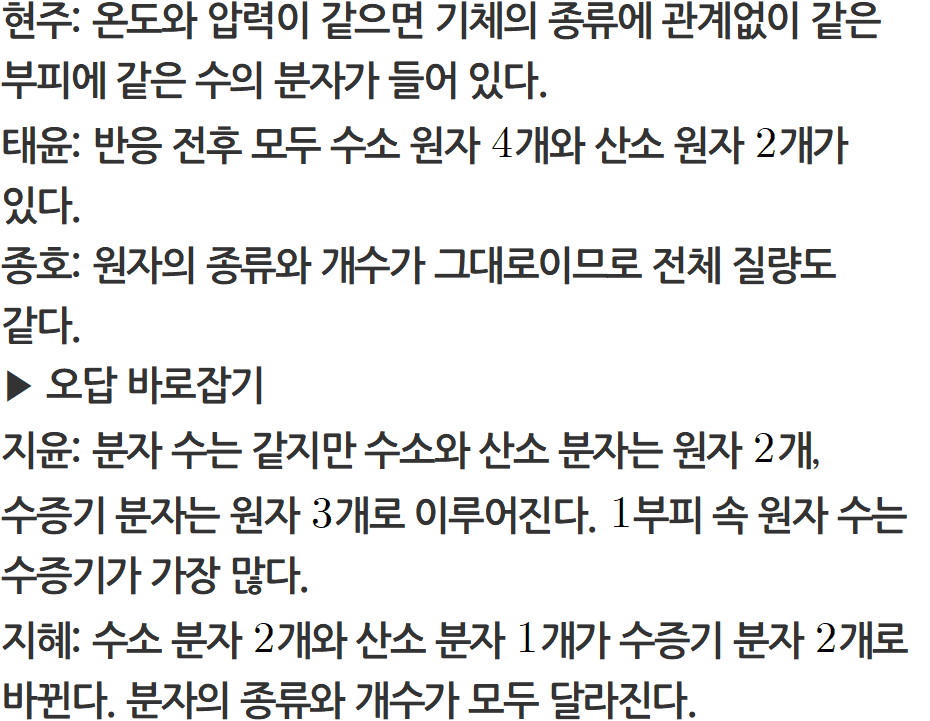 현주: 온도와 압력이 같으면 기체의 종류에 관계없이 같은
부피에 같은 수의 분자가 들어 있다.
태윤: 반응 전후 모두 수소 원자 4개와 산소 원자 2개가
있다.
종호: 원자의 종류와 개수가 그대로이므로 전체 질량도
같다.
▶ 오답 바로잡기
지윤: 분자 수는 같지만 수소와 산소 분자는 원자 2개,
수증기 분자는 원자 3개로 이루어진다. 1부피 속 원자 수는
수증기가 가장 많다.
지혜: 수소 분자 2개와 산소 분자 1개가 수증기 분자 2개로
바뀐다. 분자의 종류와 개수가 모두 달라진다.